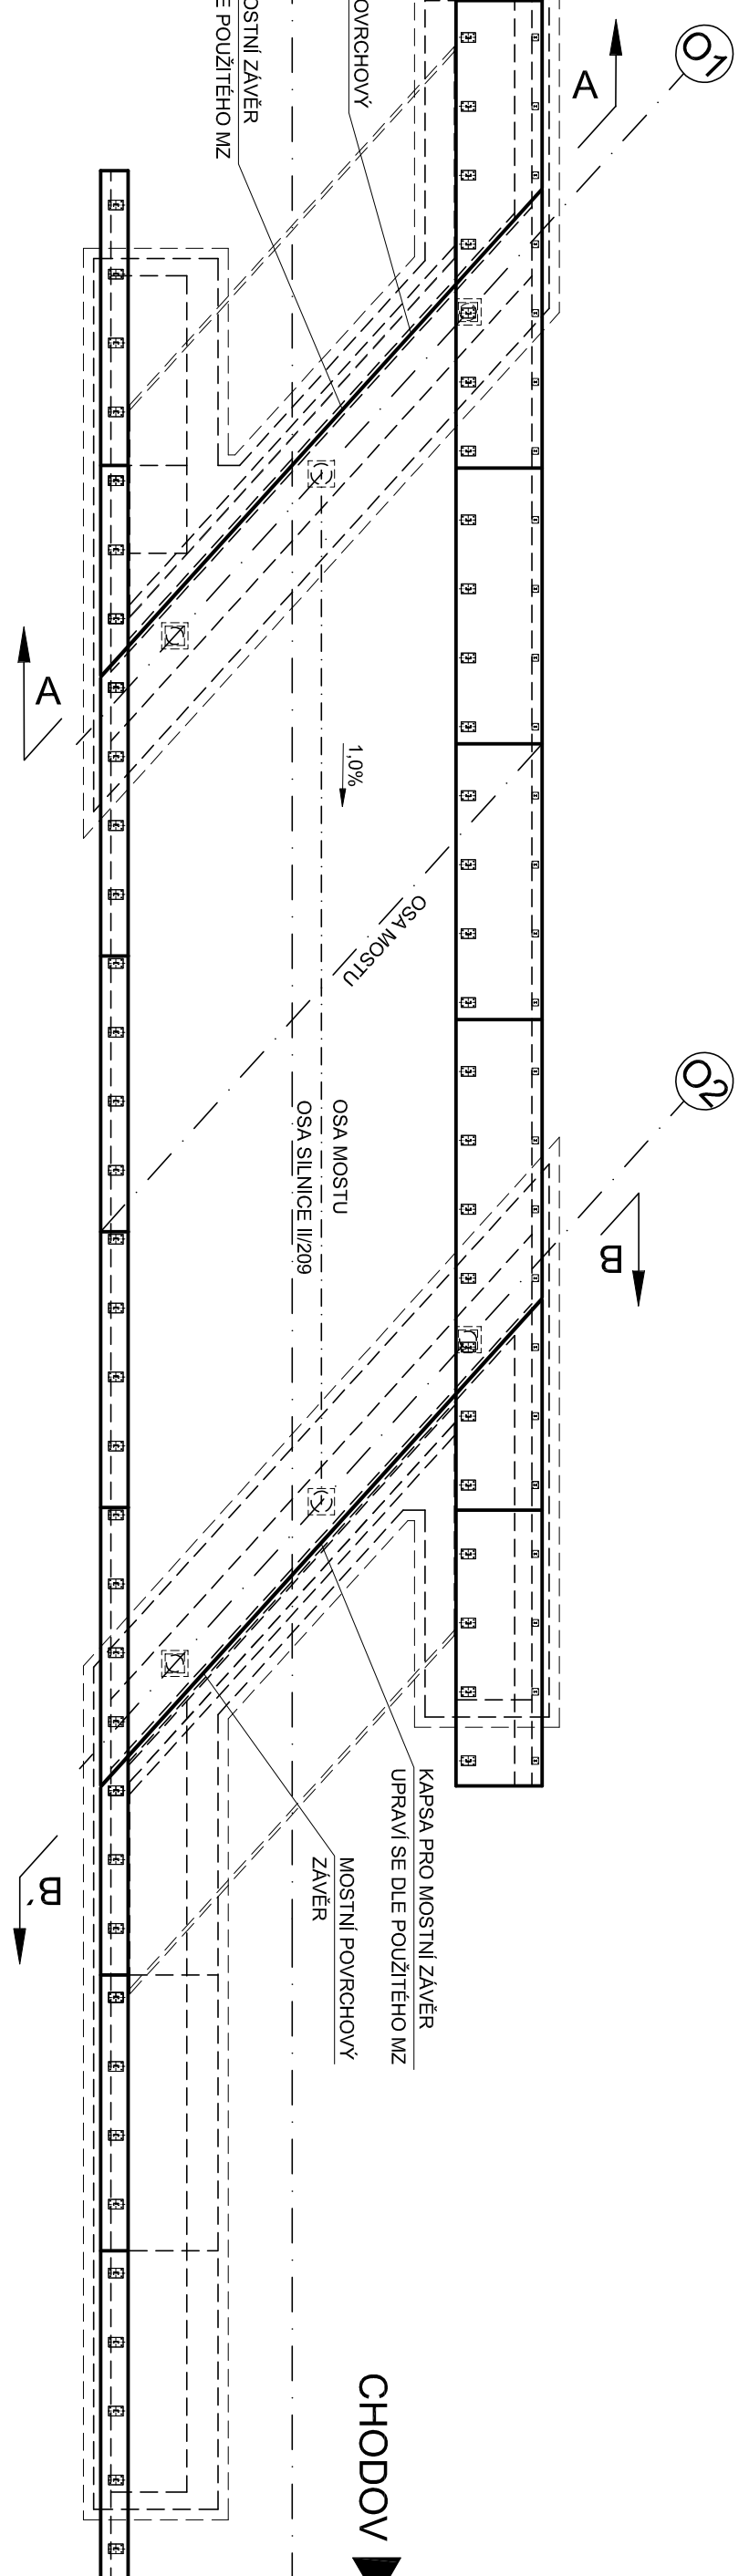 O1
A
OVRCHOVÝ
OSTNÍ ZÁVĚR
E POUŽITÉHO MZ
A
1,0%
OSA MOSTU
O2
OSA MOSTU
OSA SILNICE II/209
B
KAPSA PRO MOSTNÍ ZÁVĚR
UPRAVÍ SE DLE POUŽITÉHO MZ
MOSTNÍ POVRCHOVÝ
ZÁVĚR
B´
CHODOV